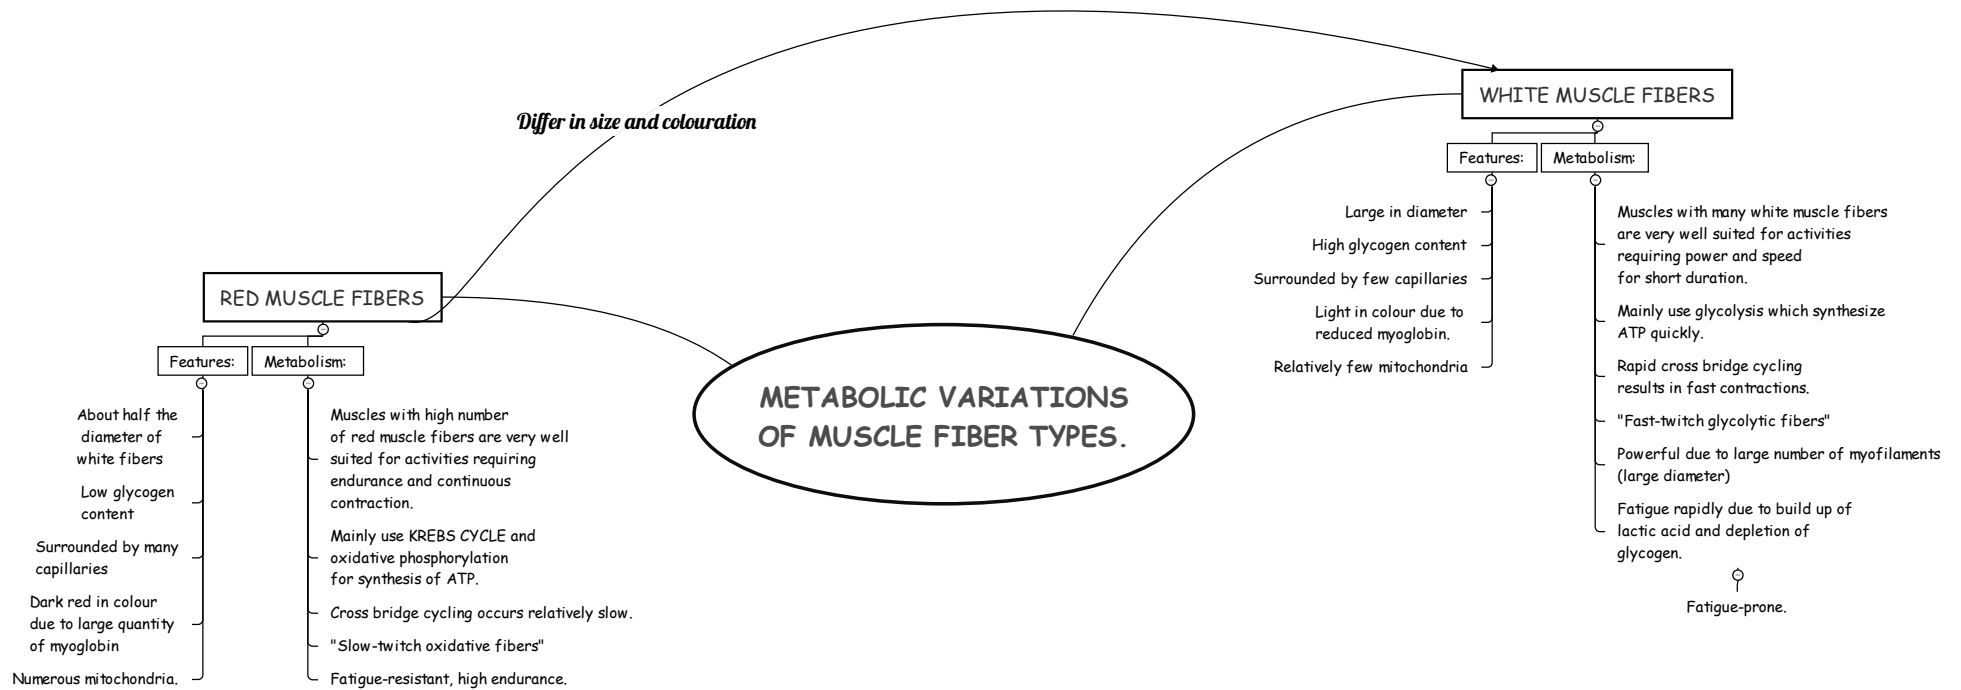 Differ in size and colouration
WHITE MUSCLE FIBERS
Features:
Large in diameter
High glycogen content
Surrounded by few capillaries
Light in colour due to
reduced myoglobin.
Relatively few mitochondria
Metabolism:
Muscles with many white muscle fibers
are very well suited for activities
requiring power and speed
for short duration.
Mainly use glycolysis which synthesize
ATP quickly.
Rapid cross bridge cycling
results in fast contractions.
"Fast-twitch glycolytic fibers"
Powerful due to large number of myofilaments
(large diameter)
Fatigue rapidly due to build up of
lactic acid and depletion of
glycogen.
Fatigue-prone.
RED MUSCLE FIBERS
Features:
About half the
diameter of
white fibers
Low glycogen
content
Surrounded by many
capillaries
Dark red in colour
due to large quantity
of myoglobin
Numerous mitochondria.
Metabolism:
Muscles with high number
of red muscle fibers are very well
suited for activities requiring
endurance and continuous
contraction.
Mainly use KREBS CYCLE and
oxidative phosphorylation
for synthesis of ATP.
Cross bridge cycling occurs relatively slow.
"Slow-twitch oxidative fibers"
Fatigue-resistant, high endurance.
METABOLIC VARIATIONS
OF MUSCLE FIBER TYPES.